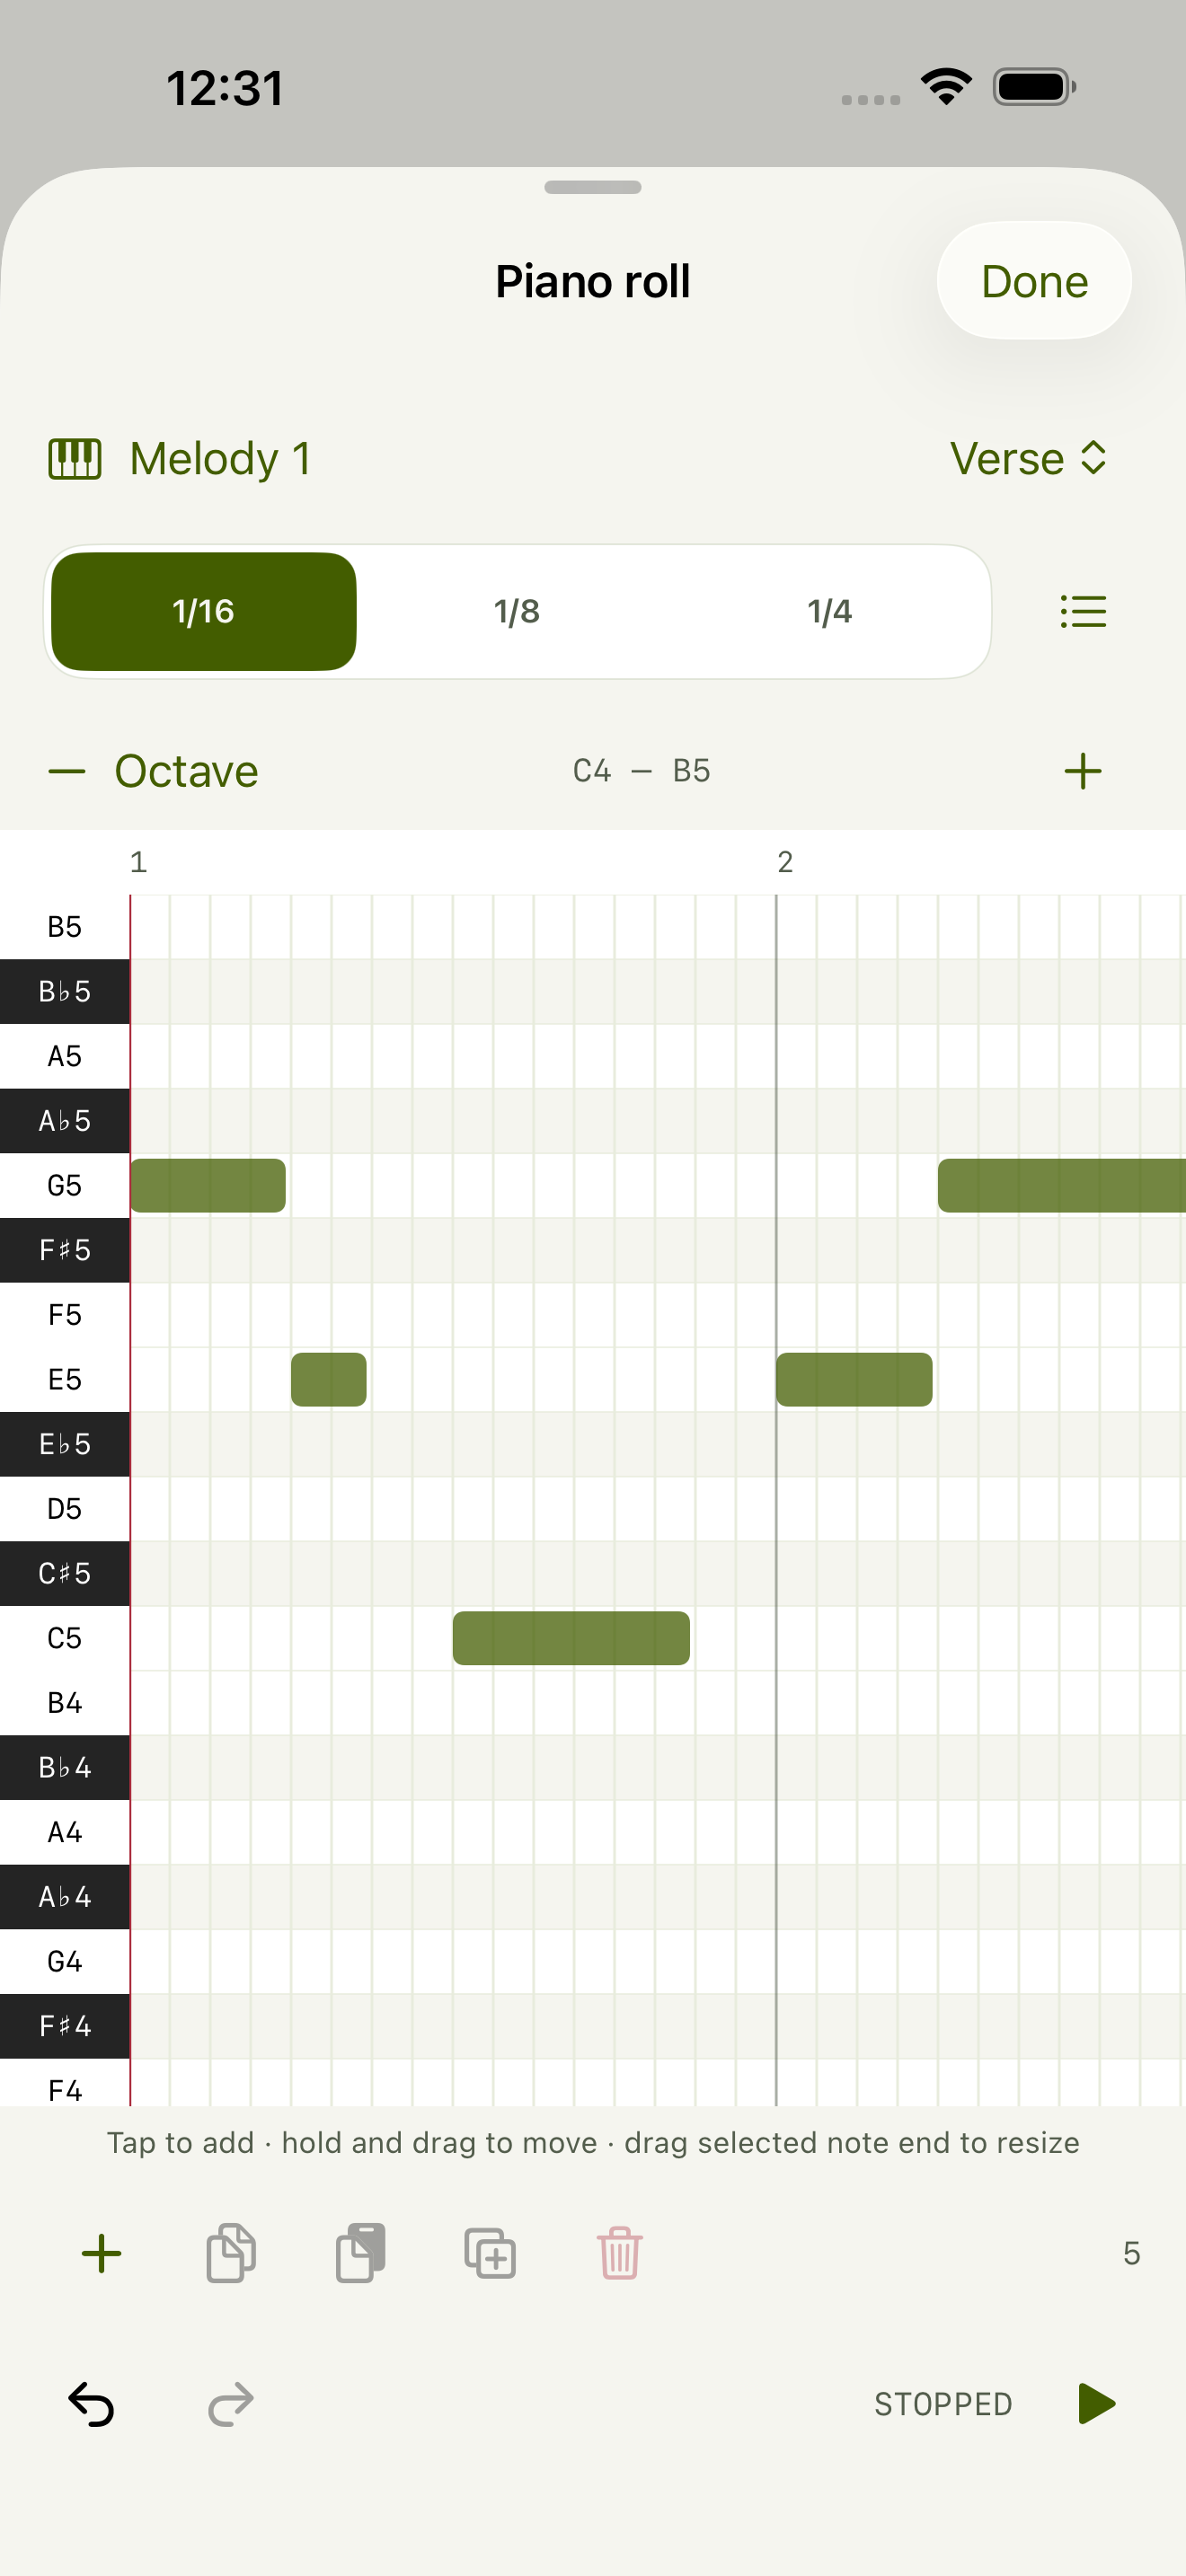 12:31
Piano roll
Done
Melody 1
Verse
1/16
1/8
1/4
Octave
C4 – B5
1
2
B5
B♭5
A5
A♭5
G5
F♯5
F5
E5
E♭5
D5
C♯5
C5
B4
B♭4
A4
A♭4
G4
F♯4
F4
Tap to add · hold and drag to move · drag selected note end to resize
5
STOPPED